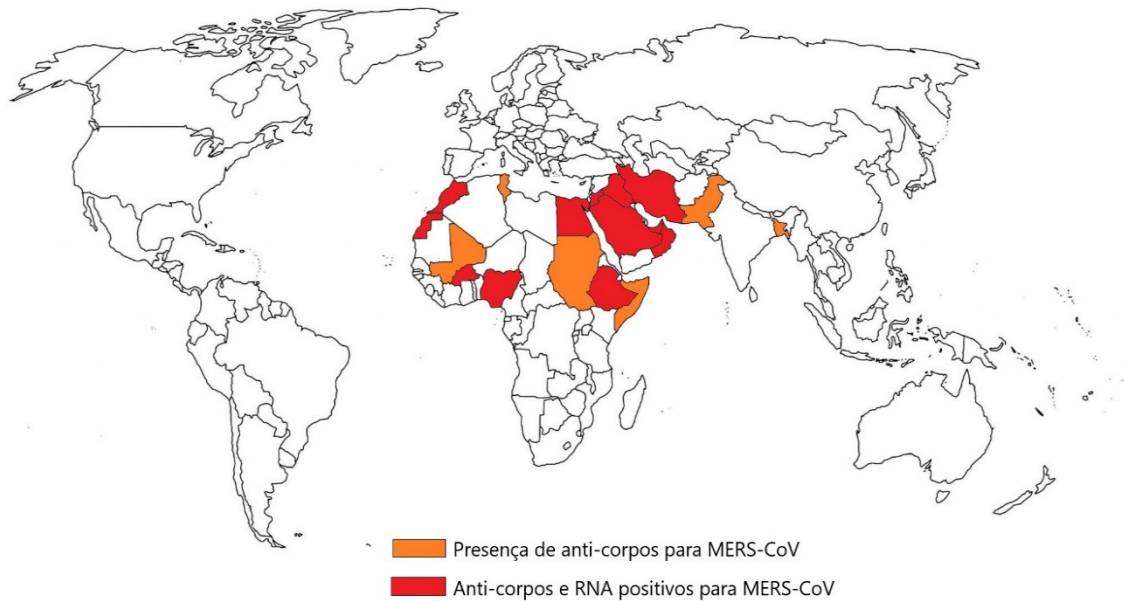 Presença de anti-corpos para MERS-CoV
Anti-corpos e RNA positivos para MERS-CoV